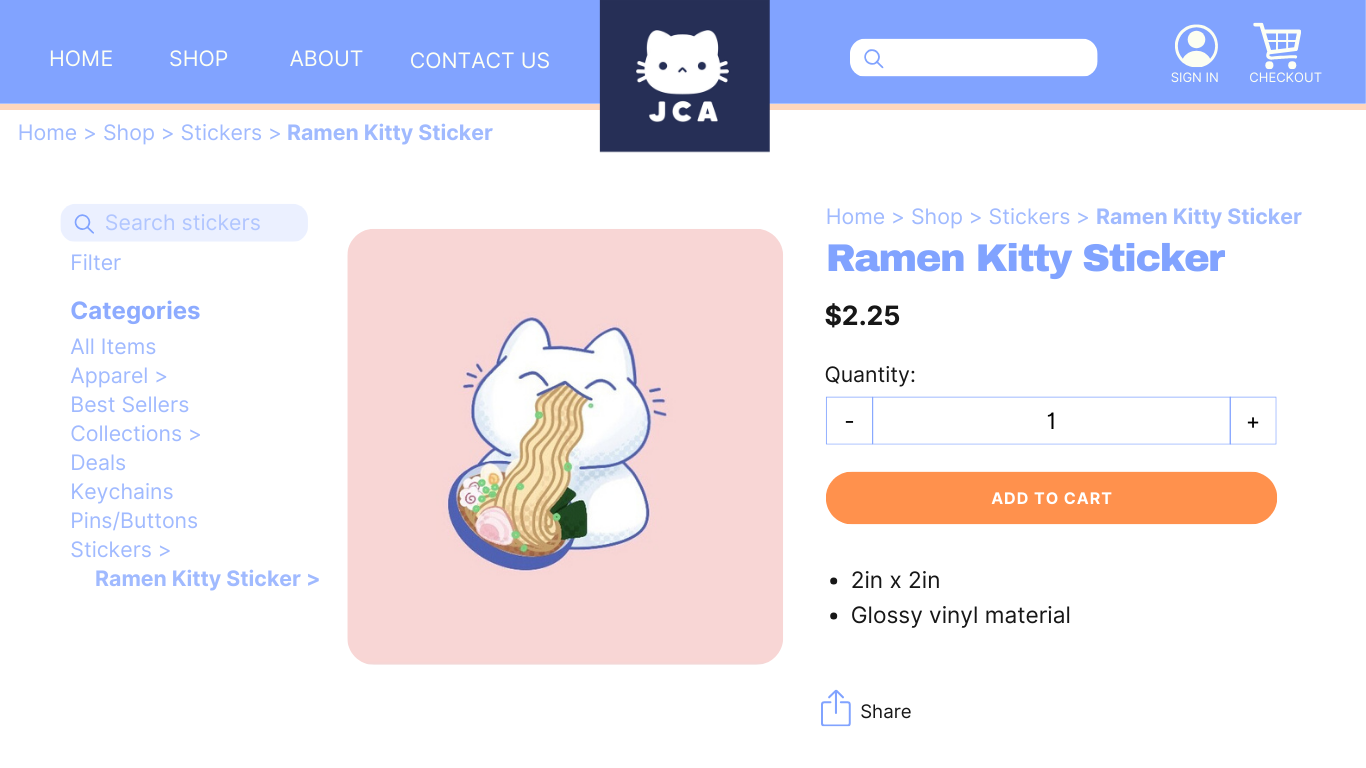 HOME SHOP ABOUT CONTACT US
JCA
SIGN IN CHECKOUT
Home > Shop > Stickers > Ramen Kitty Sticker
Search stickers
Filter
Categories
All Items
Apparel >
Best Sellers
Collections >
Deals
Keychains
Pins/Buttons
Stickers >
Ramen Kitty Sticker >
Home > Shop > Stickers > Ramen Kitty Sticker
Ramen Kitty Sticker
$2.25
Quantity:
- 1 +
ADD TO CART
• 2in x 2in
• Glossy vinyl material
Share